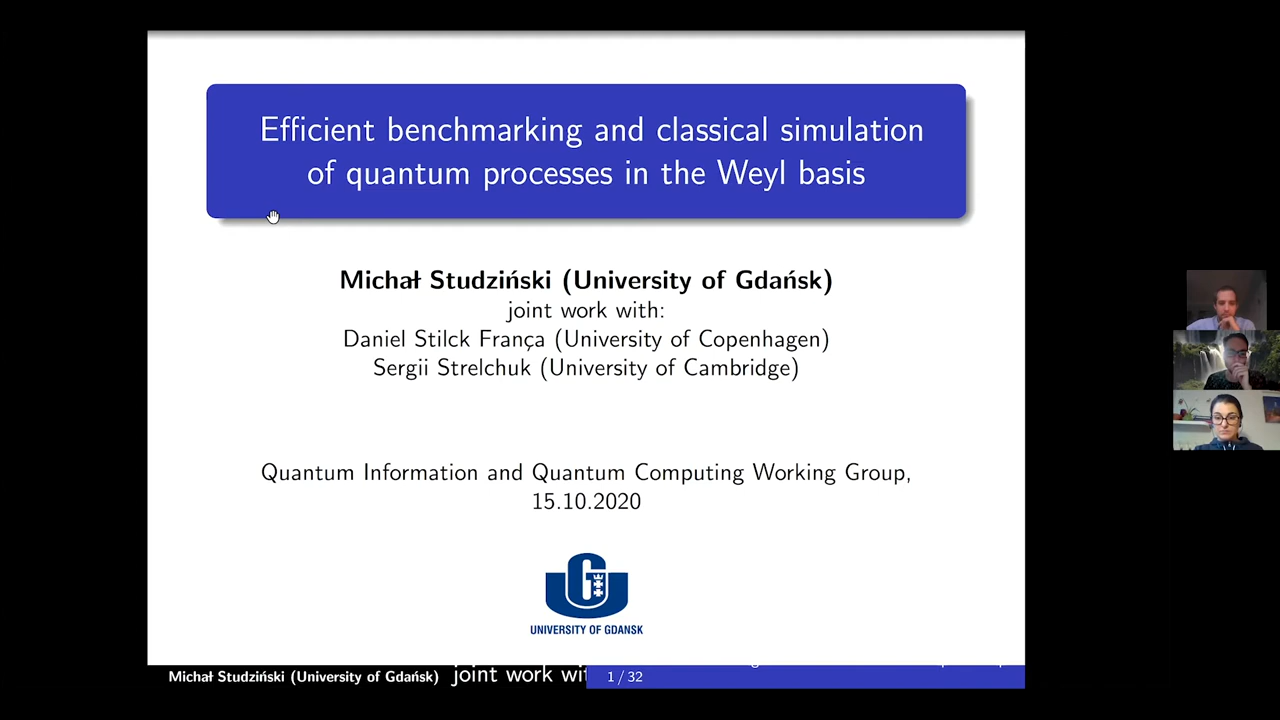 Efficient benchmarking and classical simulation
of quantum processes in the Weyl basis
Michał Studziński (University of Gdańsk)
joint work with:
Daniel Stilck França (University of Copenhagen)
Sergii Strelchuk (University of Cambridge)
Quantum Information and Quantum Computing Working Group,
15.10.2020
UNIVERSITY OF GDANSK
Michał Studziński (University of Gdańsk) joint work wit 1 / 32